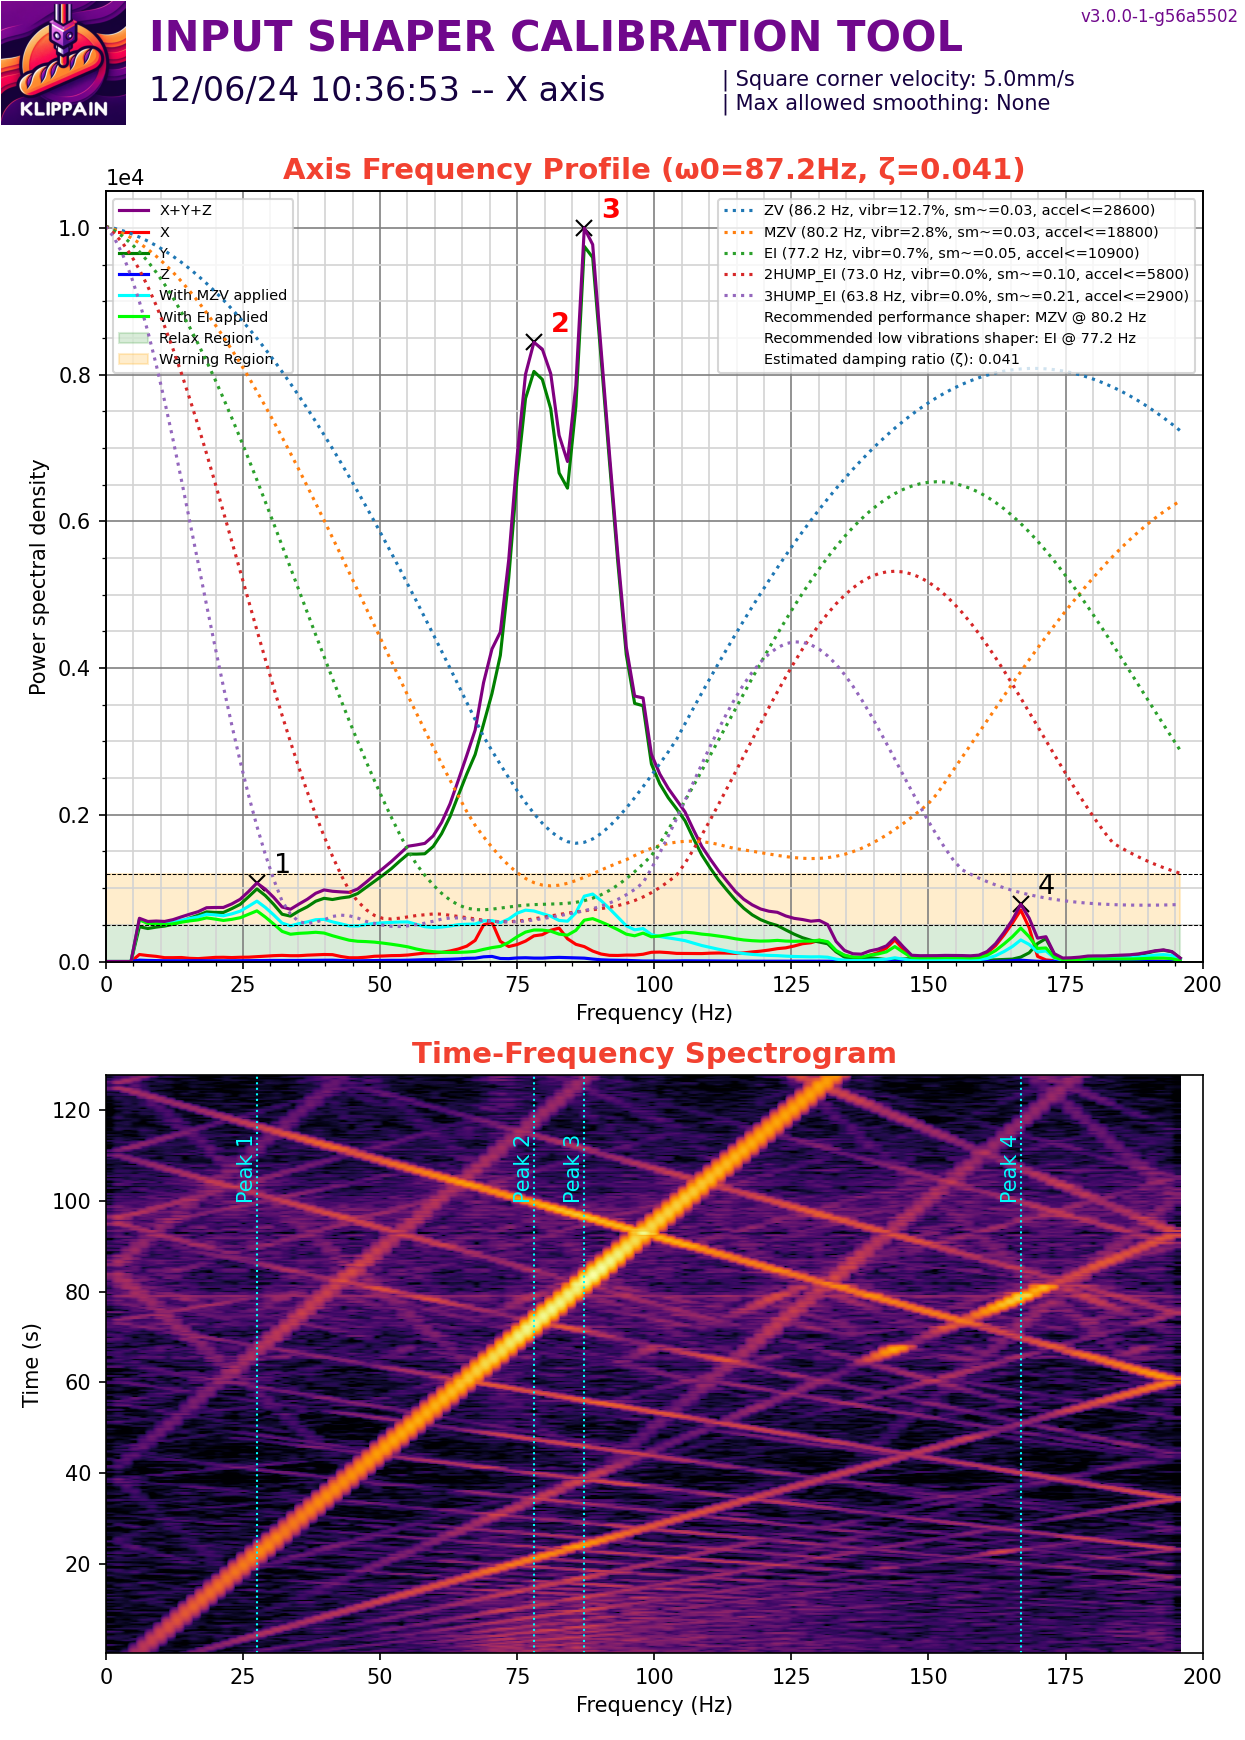 v3.0.0-1-g56a5502
INPUT SHAPER CALIBRATION TOOL
12/06/24 10:36:53 -- X axis
| Square corner velocity: 5.0mm/s
| Max allowed smoothing: None
KLIPPAIN
Axis Frequency Profile (ω0=87.2Hz, ζ=0.041)
1e4
X+Y+Z
X
Y
Z
With MZV applied
With EI applied
Relax Region
Warning Region
ZV (86.2 Hz, vibr=12.7%, sm~=0.03, accel<=28600)
MZV (80.2 Hz, vibr=2.8%, sm~=0.03, accel<=18800)
EI (77.2 Hz, vibr=0.7%, sm~=0.05, accel<=10900)
2HUMP_EI (73.0 Hz, vibr=0.0%, sm~=0.10, accel<=5800)
3HUMP_EI (63.8 Hz, vibr=0.0%, sm~=0.21, accel<=2900)
Recommended performance shaper: MZV @ 80.2 Hz
Recommended low vibrations shaper: EI @ 77.2 Hz
Estimated damping ratio (ζ): 0.041
3
2
1
4
Power spectral density
1.0
0.8
0.6
0.4
0.2
0.0
0 25 50 75 100 125 150 175 200
Frequency (Hz)
Time-Frequency Spectrogram
Peak 1
Peak 2
Peak 3
Peak 4
Time (s)
120
100
80
60
40
20
0 25 50 75 100 125 150 175 200
Frequency (Hz)